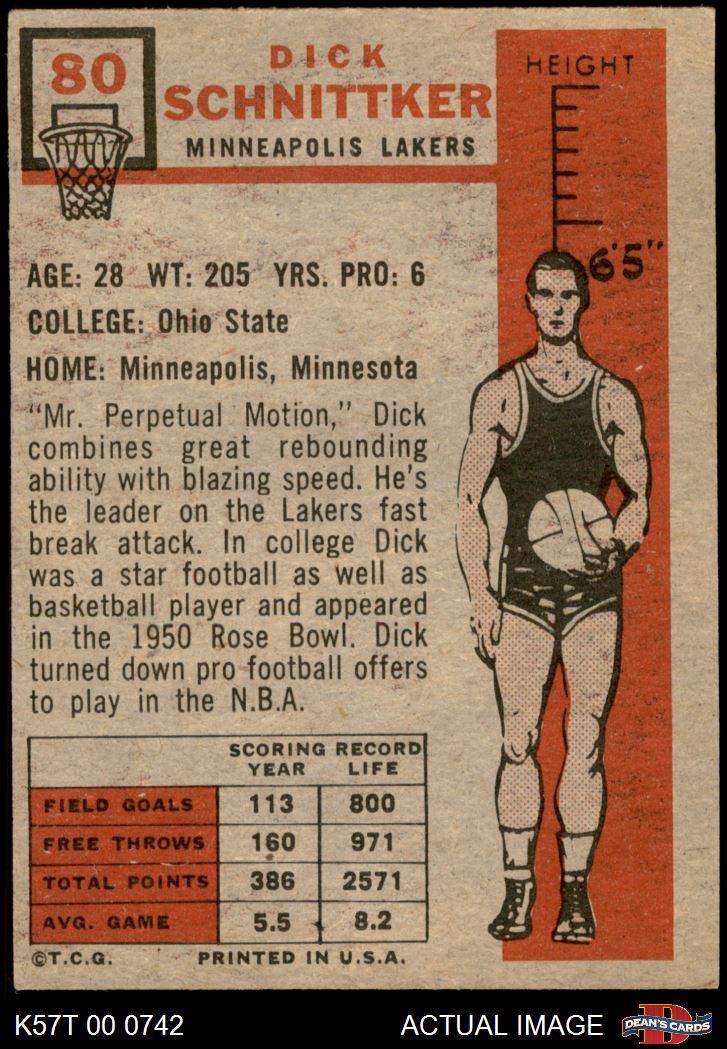 80
DICK
SCHNITTKER
MINNEAPOLIS LAKERS
HEIGHT
6'5"
AGE: 28 WT: 205 YRS. PRO: 6
COLLEGE: Ohio State
HOME: Minneapolis, Minnesota
"Mr. Perpetual Motion," Dick
combines great rebounding
ability with blazing speed. He's
the leader on the Lakers fast
break attack. In college Dick
was a star football as well as
basketball player and appeared
in the 1950 Rose Bowl. Dick
turned down pro football offers
to play in the N.B.A.
SCORING RECORD
YEAR LIFE
FIELD GOALS 113 800
FREE THROWS 160 971
TOTAL POINTS 386 2571
AVG. GAME 5.5 8.2
©T.C.G. PRINTED IN U.S.A.
K57T 00 0742 ACTUAL IMAGE D DEAN'S CARDS